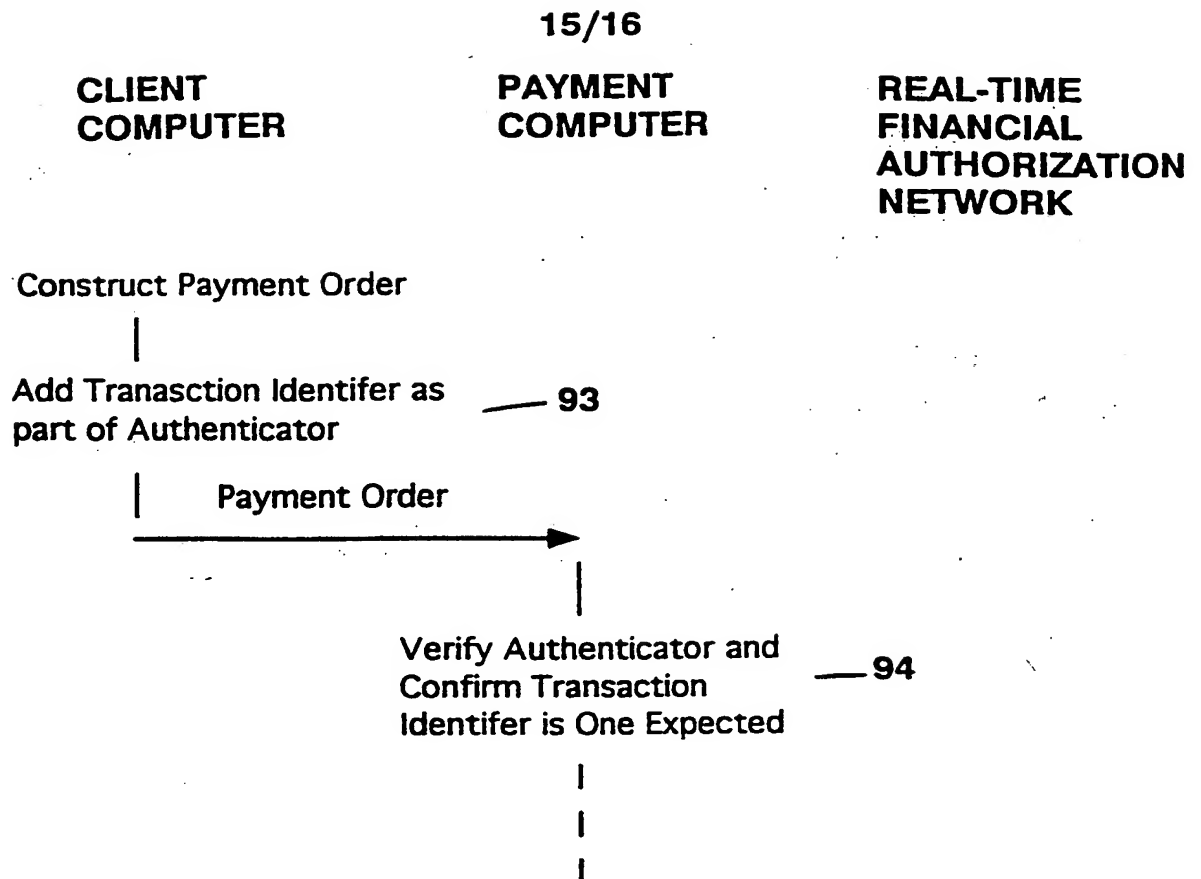 15/16
CLIENT
COMPUTER
PAYMENT
COMPUTER
REAL-TIME
FINANCIAL
AUTHORIZATION
NETWORK
Construct Payment Order
Add Tranasction Identifer as
part of Authenticator
93
Payment Order
Verify Authenticator and
Confirm Transaction
Identifer is One Expected
94